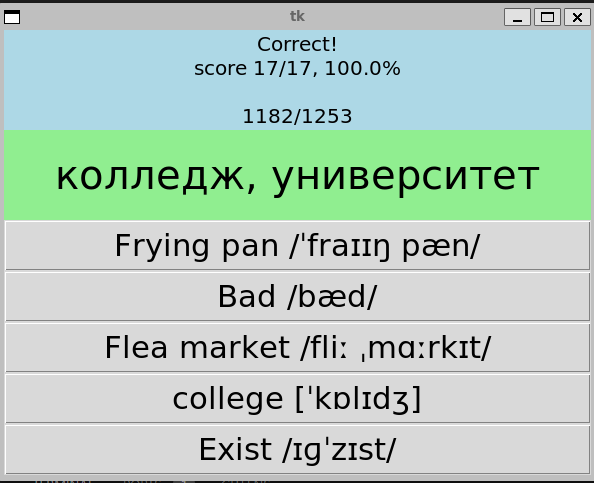 tk
Correct!
score 17/17, 100.0%
1182/1253
колледж, университет
Frying pan /ˈfraɪɪŋ pæn/
Bad /bæd/
Flea market /fliː ˌmɑːrkɪt/
college [ˈkɒlɪdʒ]
Exist /ɪɡˈzɪst/